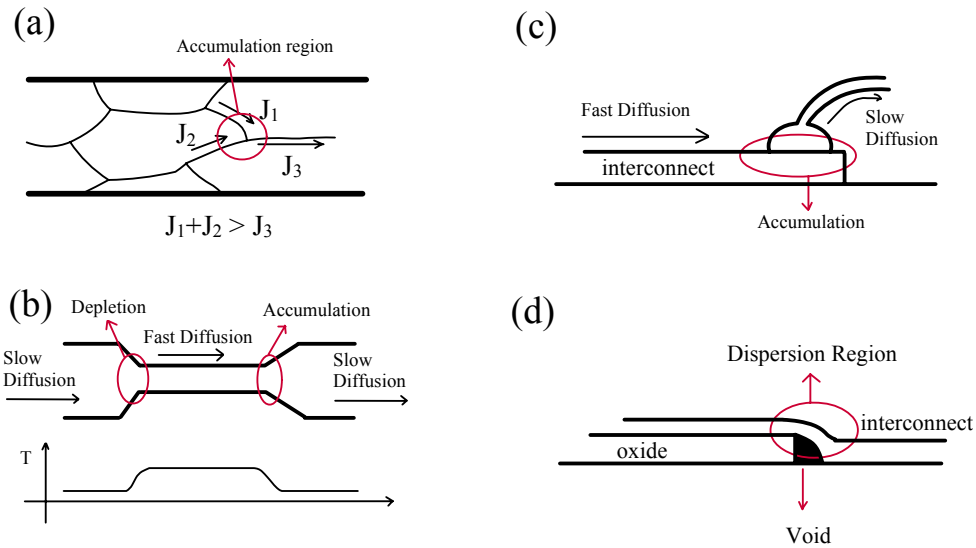 (a)
Accumulation region
J₁
J₂
J₃
J₁+J₂ > J₃
(b)
Depletion
Accumulation
Fast Diffusion
Slow
Diffusion
Slow
Diffusion
T
(c)
Fast Diffusion
Slow
Diffusion
interconnect
Accumulation
(d)
Dispersion Region
interconnect
oxide
Void